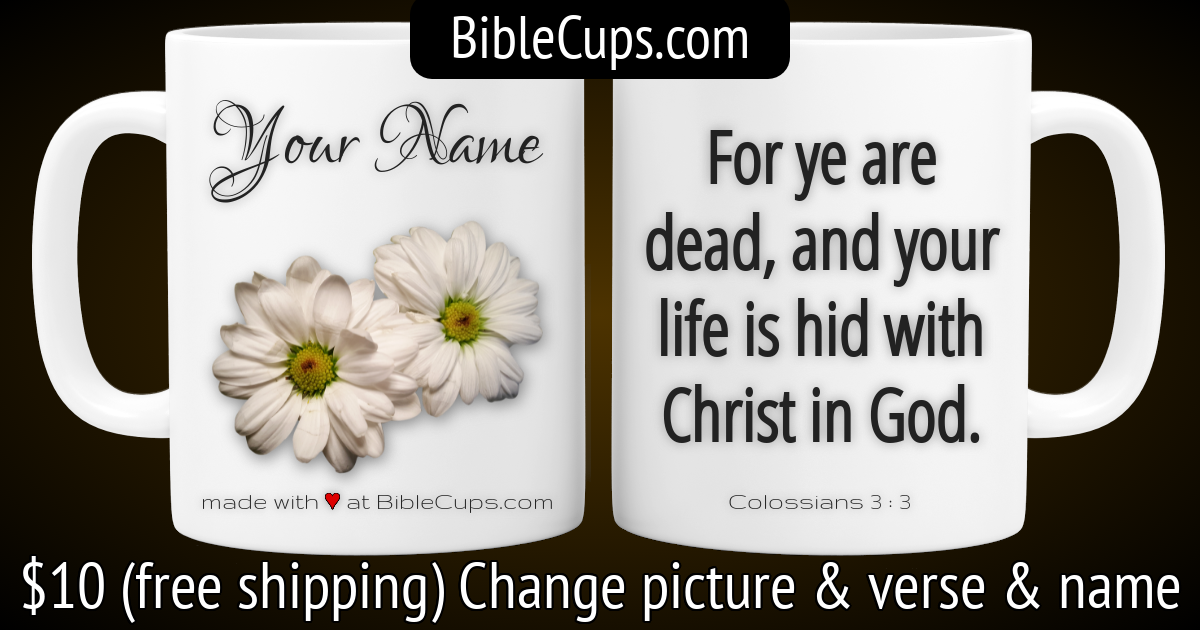 BibleCups.com
Your Name
made with ♥ at BibleCups.com
For ye are
dead, and your
life is hid with
Christ in God.
Colossians 3 : 3
$10 (free shipping) Change picture & verse & name